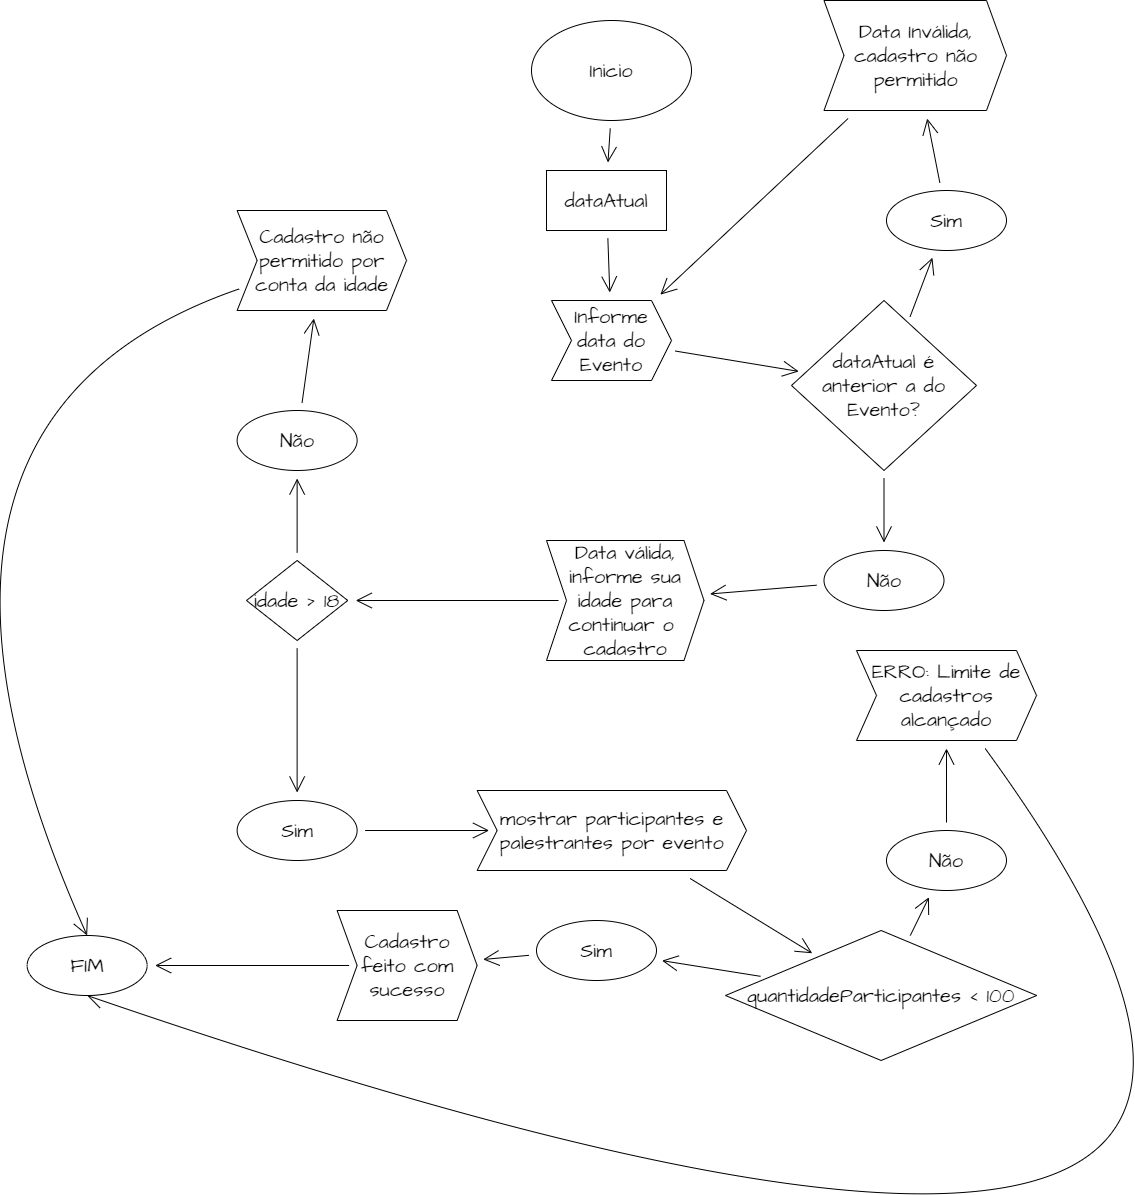 Inicio
dataAtual
Informe
data do
Evento
dataAtual é
anterior a do
Evento?
Sim
Data Inválida,
cadastro não
permitido
Não
Data válida,
informe sua
idade para
continuar o
cadastro
idade > 18
Não
Cadastro não
permitido por
conta da idade
Sim
mostrar participantes e
palestrantes por evento
quantidadeParticipantes < 100
Não
ERRO: Limite de
cadastros
alcançado
Sim
Cadastro
feito com
sucesso
FIM